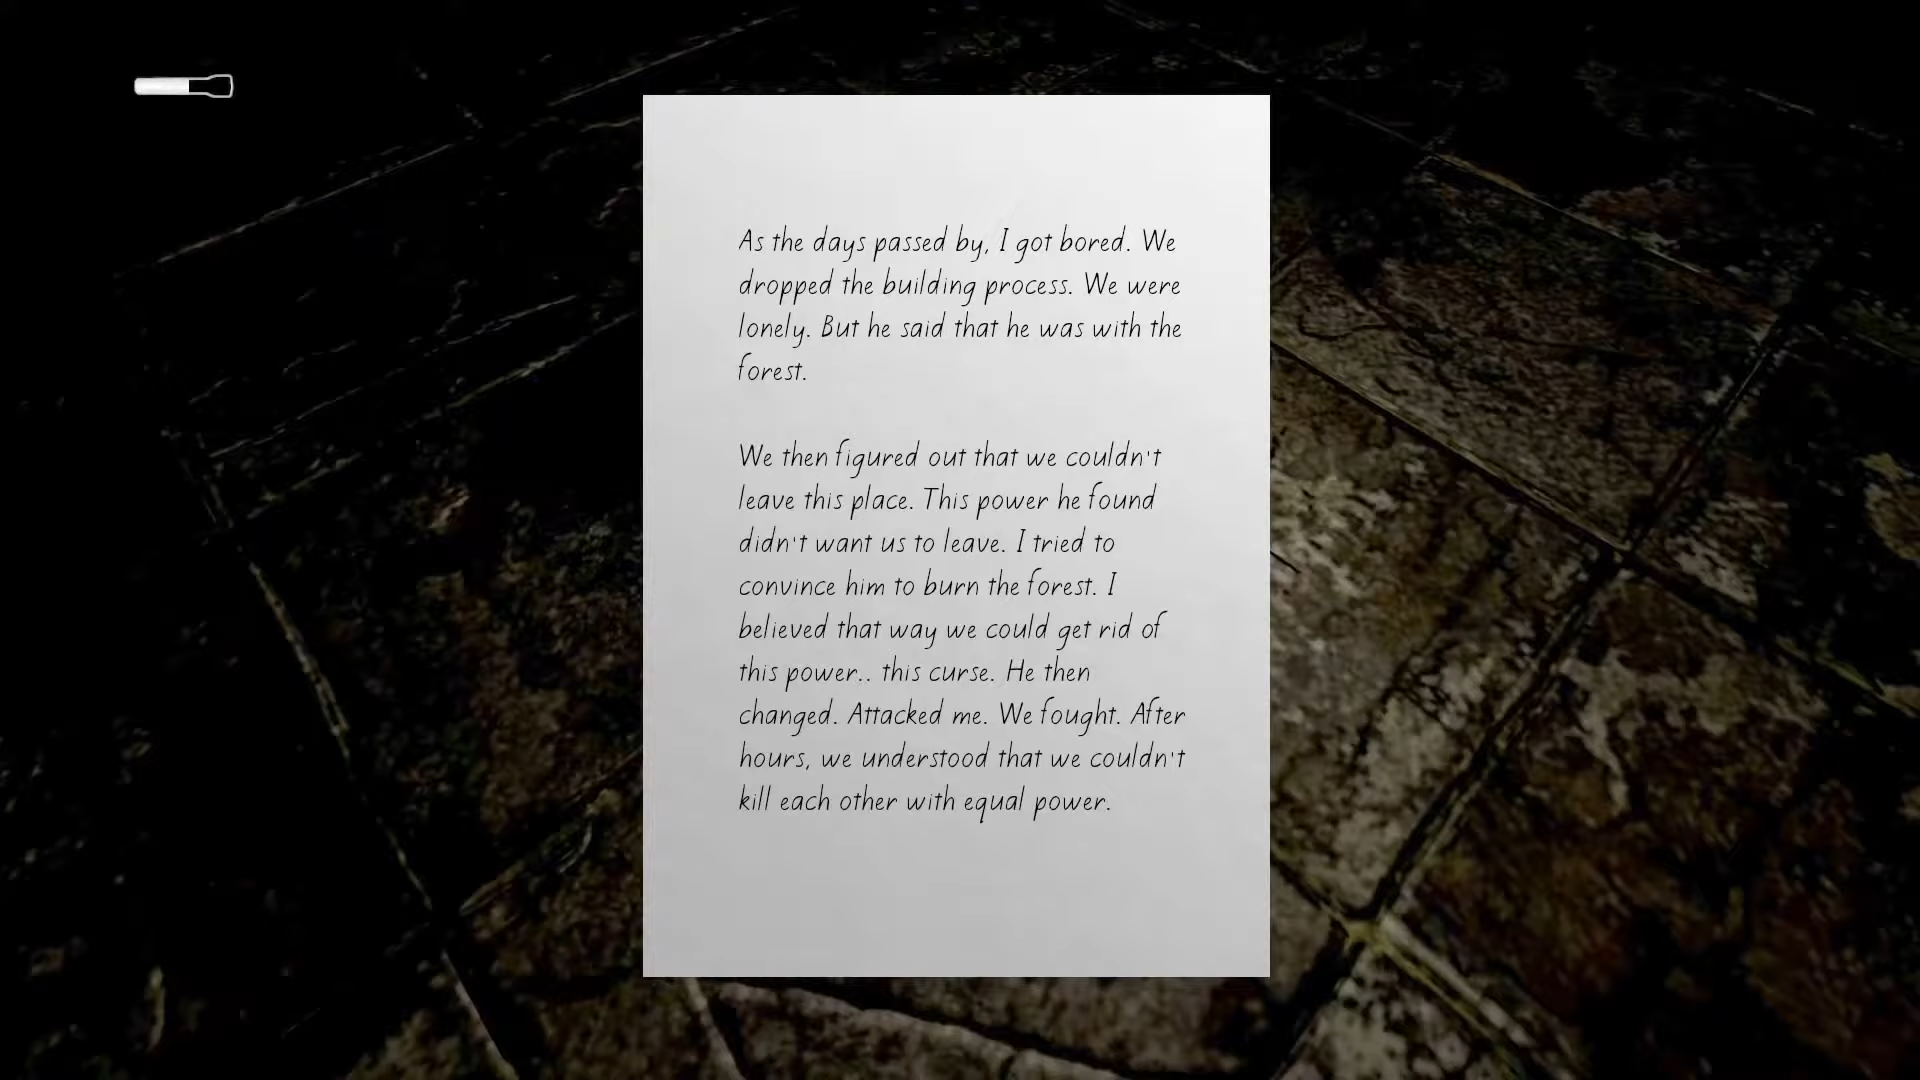 As the days passed by, I got bored. We
dropped the building process. We were
lonely. But he said that he was with the
forest.
We then figured out that we couldn't
leave this place. This power he found
didn't want us to leave. I tried to
convince him to burn the forest. I
believed that way we could get rid of
this power.. this curse. He then
changed. Attacked me. We fought. After
hours, we understood that we couldn't
kill each other with equal power.